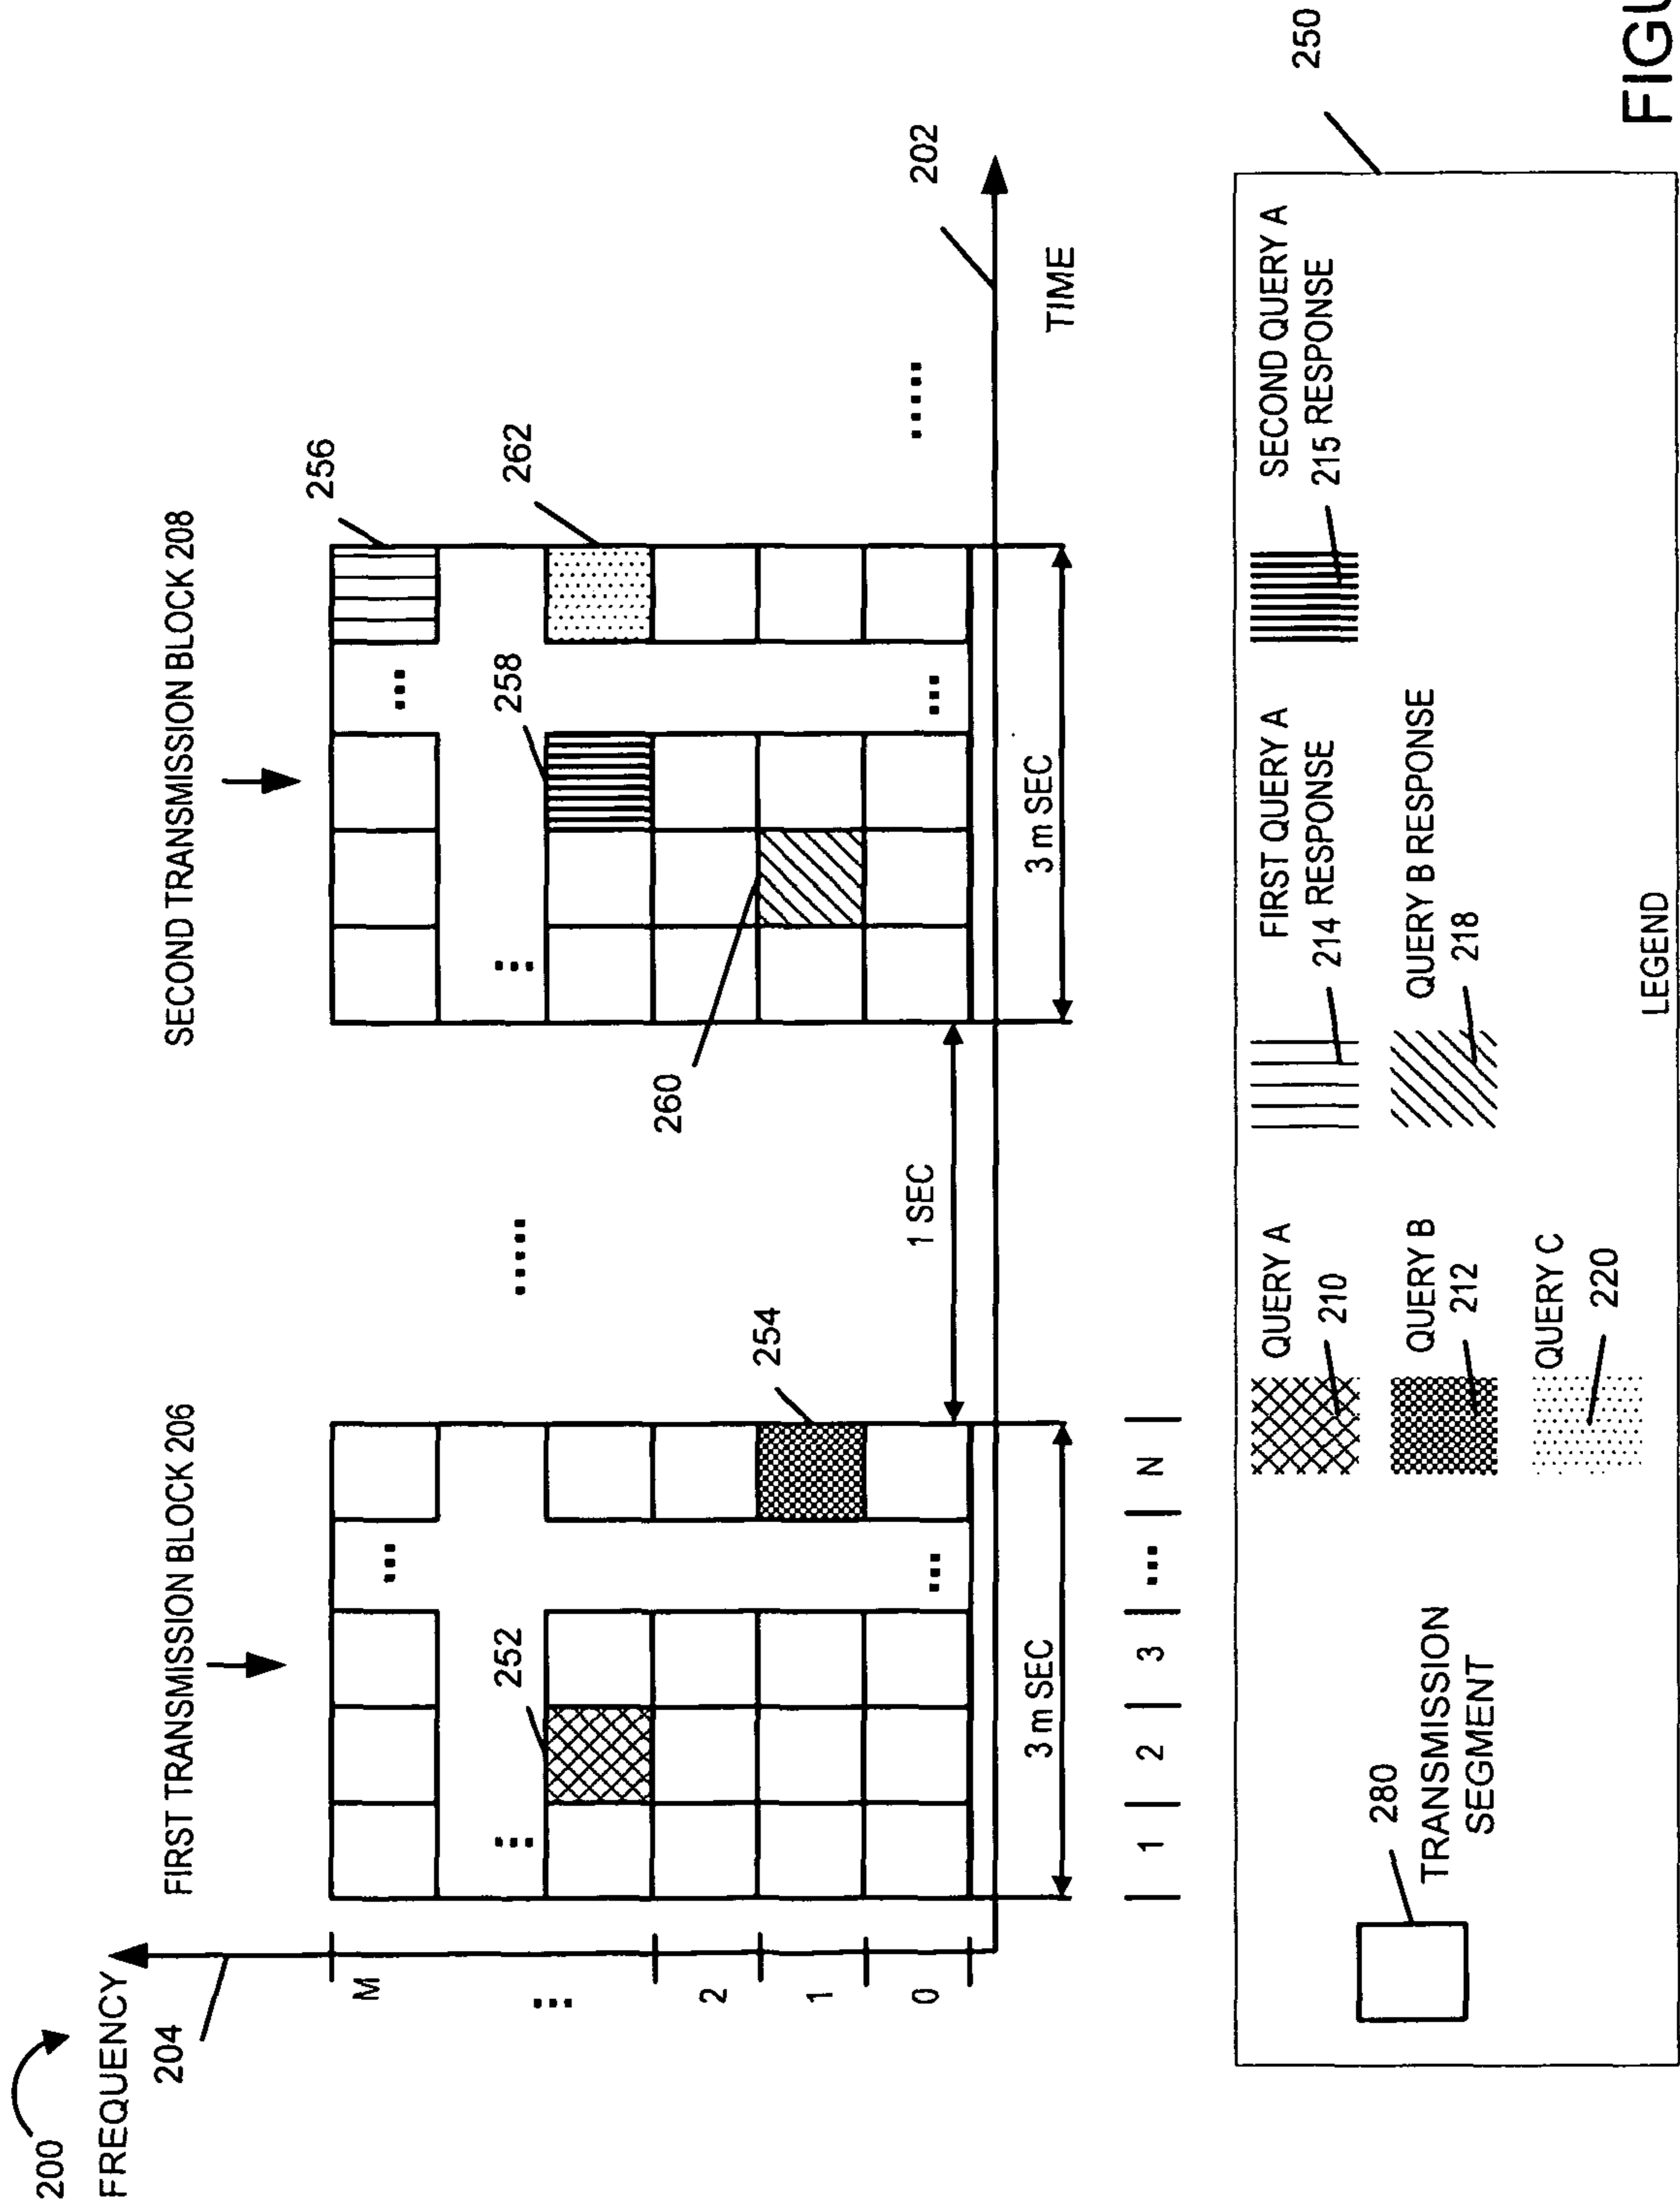 200
FREQUENCY
204
FIRST TRANSMISSION BLOCK 206
SECOND TRANSMISSION BLOCK 208
M
...
2
1
0
...
...
252
...
254
.....
1 SEC
260
...
258
...
...
256
262
.....
202
TIME
3 m SEC
3 m SEC
1 | 2 | 3 | ... | N
250
280
TRANSMISSION
SEGMENT
QUERY A
210
QUERY B
212
QUERY C
220
FIRST QUERY A
214 RESPONSE
QUERY B RESPONSE
218
SECOND QUERY A
215 RESPONSE
LEGEND